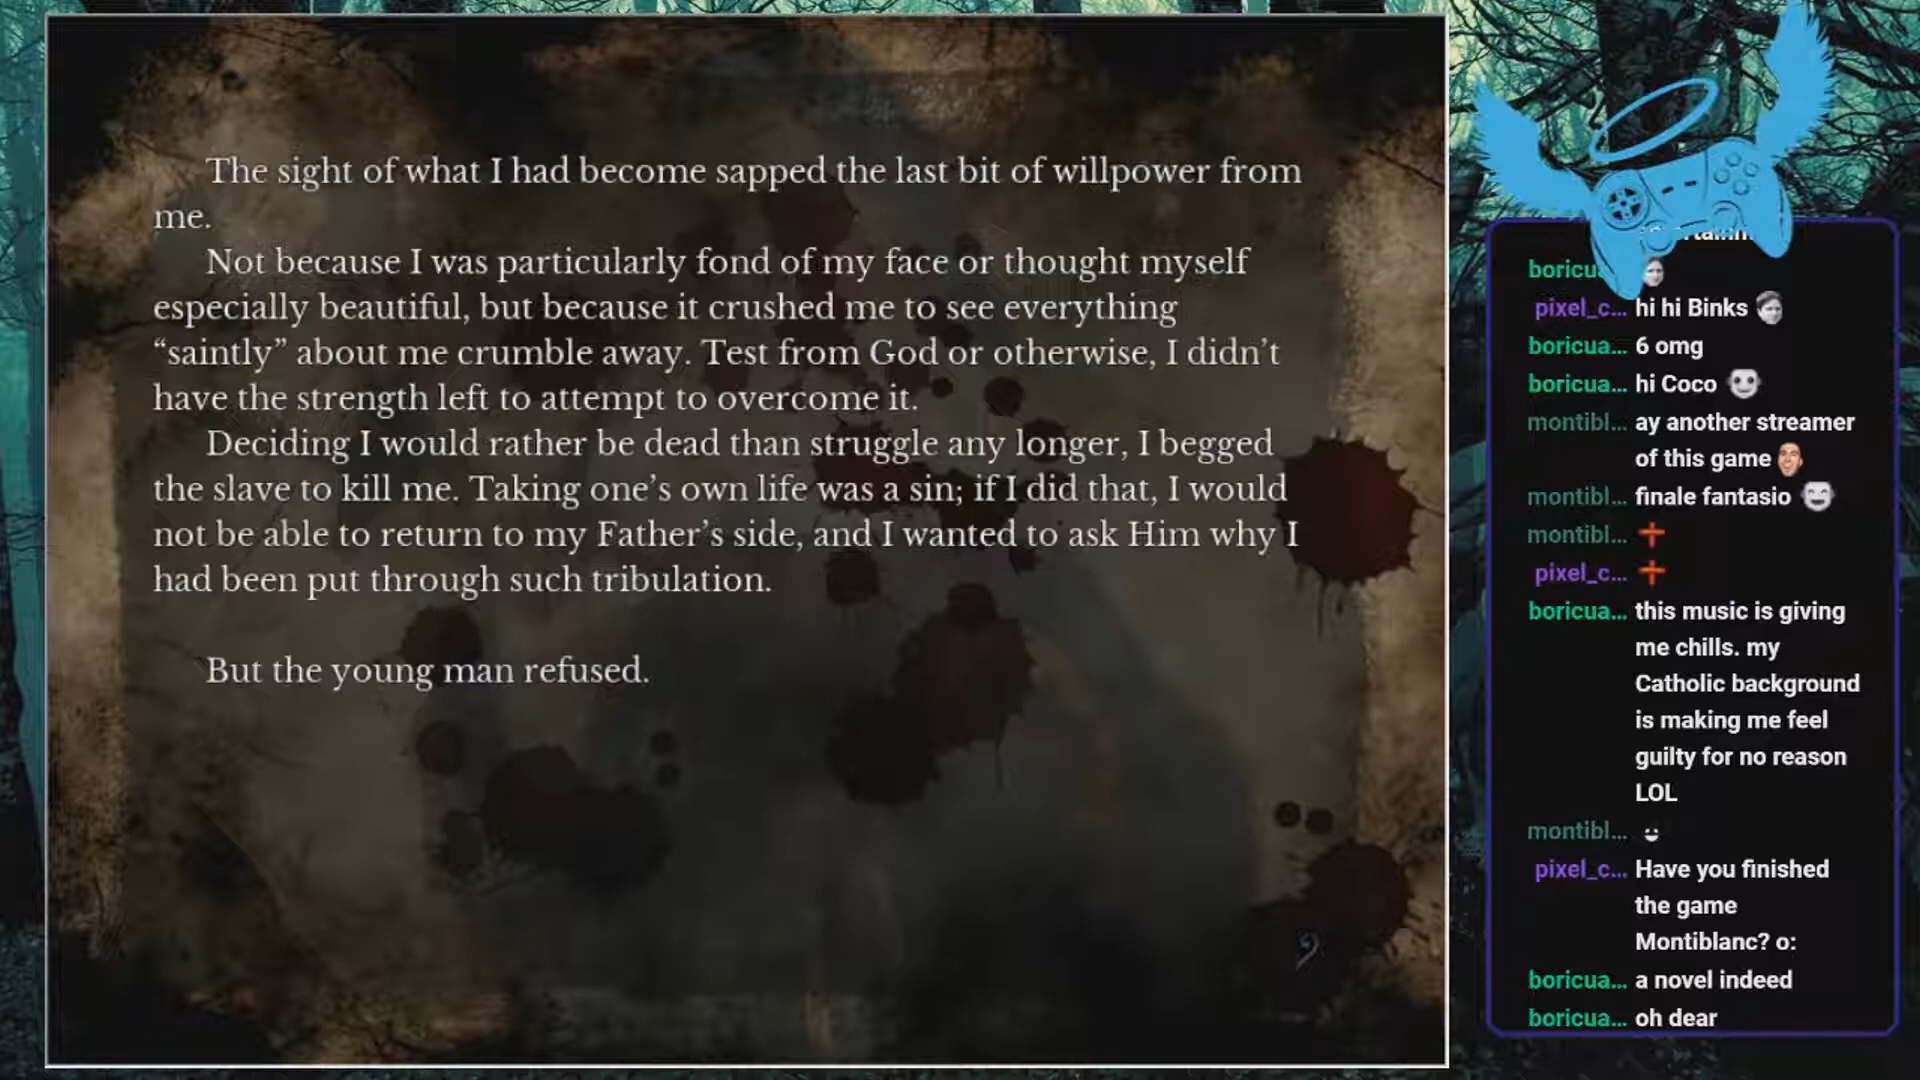 The sight of what I had become sapped the last bit of willpower from
me.
Not because I was particularly fond of my face or thought myself
especially beautiful, but because it crushed me to see everything
“saintly” about me crumble away. Test from God or otherwise, I didn’t
have the strength left to attempt to overcome it.
Deciding I would rather be dead than struggle any longer, I begged
the slave to kill me. Taking one’s own life was a sin; if I did that, I would
not be able to return to my Father’s side, and I wanted to ask Him why I
had been put through such tribulation.
But the young man refused.
boricua...
pixel_c... hi hi Binks
boricua... 6 omg
boricua... hi Coco
montibl... ay another streamer
of this game
montibl... finale fantasio
montibl...
pixel_c...
boricua... this music is giving
me chills. my
Catholic background
is making me feel
guilty for no reason
LOL
montibl...
pixel_c... Have you finished
the game
Montiblanc? o:
boricua... a novel indeed
boricua... oh dear